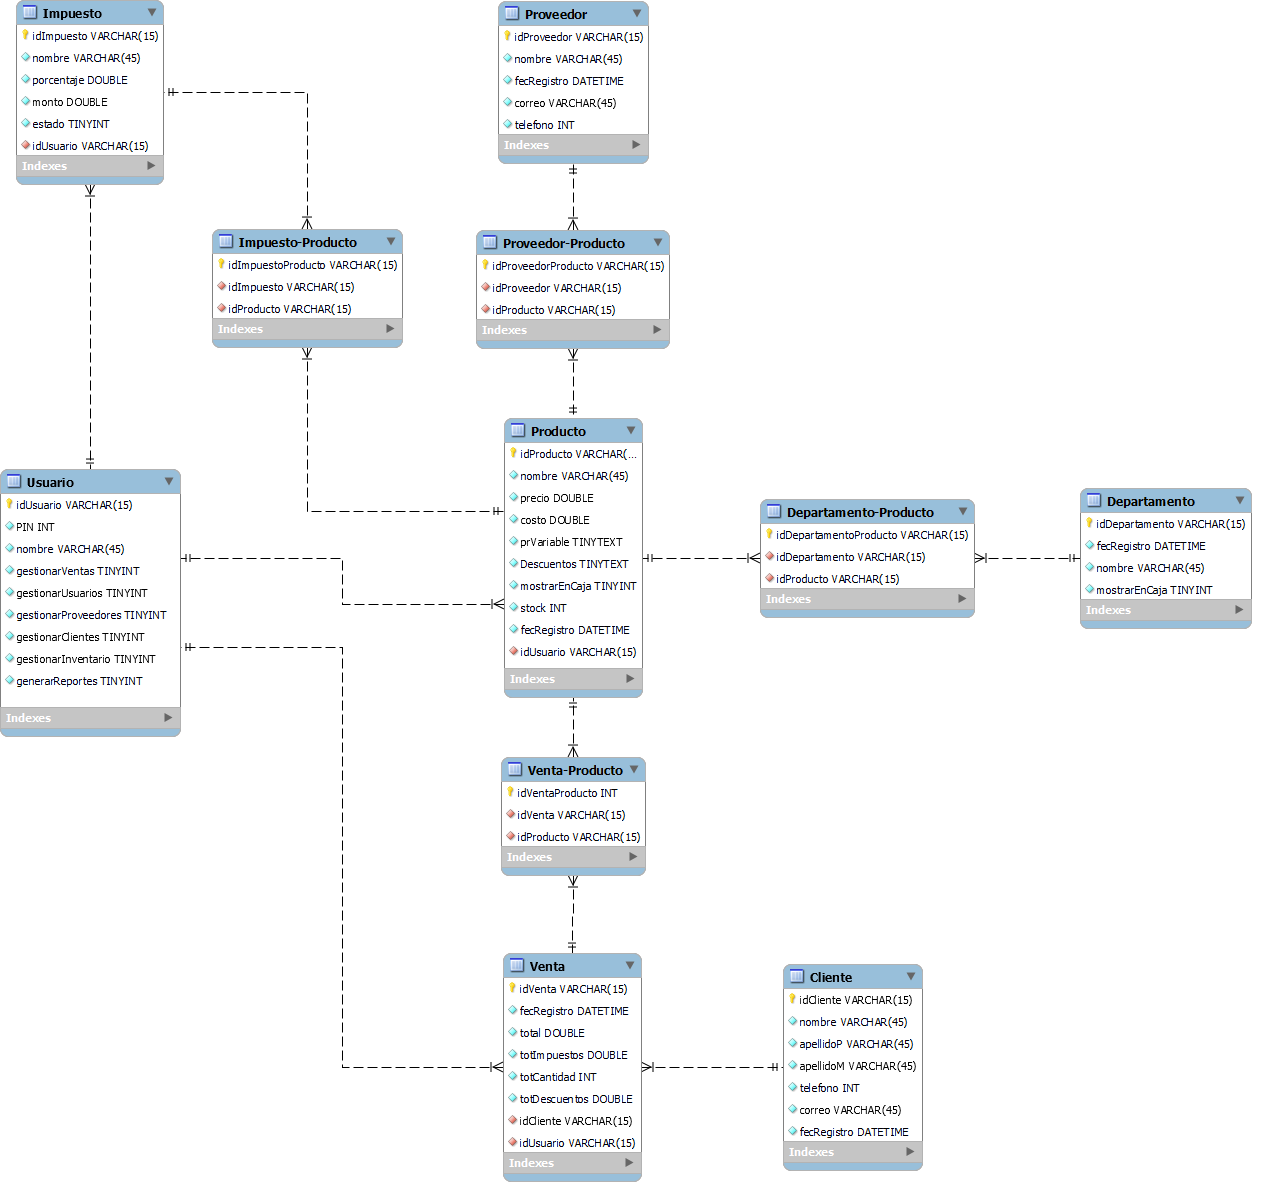 Impuesto
idImpuesto VARCHAR(15)
nombre VARCHAR(45)
porcentaje DOUBLE
monto DOUBLE
estado TINYINT
idUsuario VARCHAR(15)
Indexes
Proveedor
idProveedor VARCHAR(15)
nombre VARCHAR(45)
fecRegistro DATETIME
correo VARCHAR(45)
telefono INT
Indexes
Impuesto-Producto
idImpuestoProducto VARCHAR(15)
idImpuesto VARCHAR(15)
idProducto VARCHAR(15)
Indexes
Proveedor-Producto
idProveedorProducto VARCHAR(15)
idProveedor VARCHAR(15)
idProducto VARCHAR(15)
Indexes
Usuario
idUsuario VARCHAR(15)
PIN INT
nombre VARCHAR(45)
gestionarVentas TINYINT
gestionarUsuarios TINYINT
gestionarProveedores TINYINT
gestionarClientes TINYINT
gestionarInventario TINYINT
generarReportes TINYINT
Indexes
Producto
idProducto VARCHAR(...
nombre VARCHAR(45)
precio DOUBLE
costo DOUBLE
prVariable TINYTEXT
Descuentos TINYTEXT
mostrarEnCaja TINYINT
stock INT
fecRegistro DATETIME
idUsuario VARCHAR(15)
Indexes
Departamento-Producto
idDepartamentoProducto VARCHAR(15)
idDepartamento VARCHAR(15)
idProducto VARCHAR(15)
Indexes
Departamento
idDepartamento VARCHAR(15)
fecRegistro DATETIME
nombre VARCHAR(45)
mostrarEnCaja TINYINT
Indexes
Venta-Producto
idVentaProducto INT
idVenta VARCHAR(15)
idProducto VARCHAR(15)
Indexes
Venta
idVenta VARCHAR(15)
fecRegistro DATETIME
total DOUBLE
totImpuestos DOUBLE
totCantidad INT
totDescuentos DOUBLE
idCliente VARCHAR(15)
idUsuario VARCHAR(15)
Indexes
Cliente
idCliente VARCHAR(15)
nombre VARCHAR(45)
apellidoP VARCHAR(45)
apellidoM VARCHAR(45)
telefono INT
correo VARCHAR(45)
fecRegistro DATETIME
Indexes